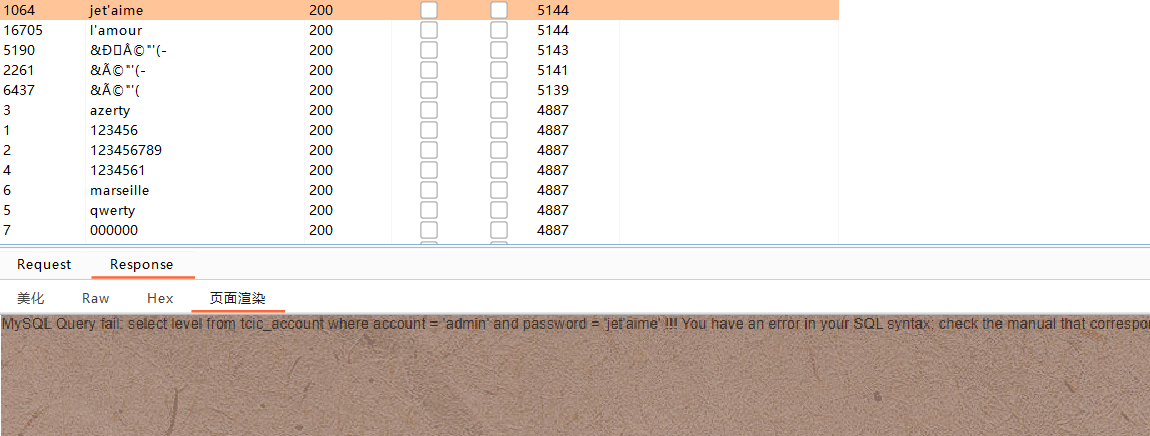 1064 jet'aime 200 5144
16705 l'amour 200 5144
5190 &Ð▯Å©"'(- 200 5143
2261 &Ã©"'(- 200 5141
6437 &Ã©"'( 200 5139
3 azerty 200 4887
1 123456 200 4887
2 123456789 200 4887
4 1234561 200 4887
6 marseille 200 4887
5 qwerty 200 4887
7 000000 200 4887
Request Response
美化 Raw Hex 页面渲染
MySQL Query fail: select level from tcic_account where account = 'admin' and password = 'jet'aime' !!! You have an error in your SQL syntax; check the manual that correspon